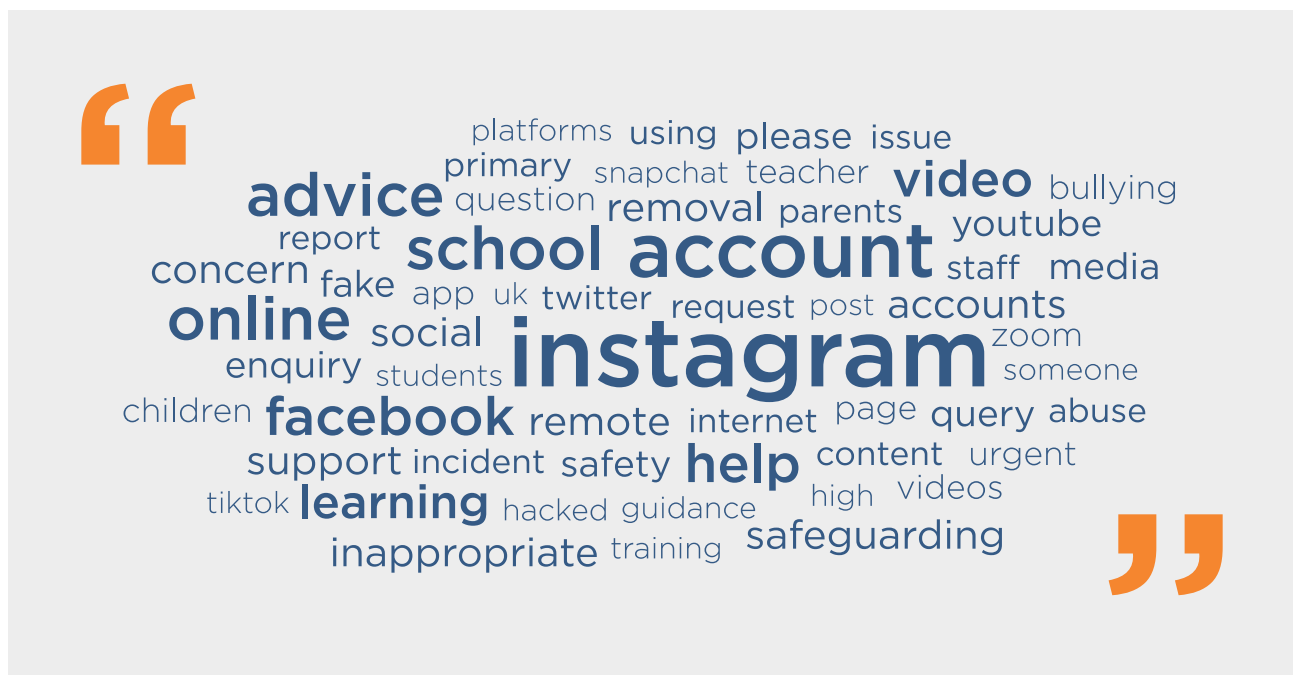 “
platforms using please issue
primary snapchat teacher video bullying
advice question removal parents youtube
report school account staff media
concern fake app uk twitter request post accounts
online social instagram zoom
enquiry students someone
children facebook remote internet page query abuse
support incident safety help content urgent
tiktok learning hacked guidance high videos
inappropriate training safeguarding
”